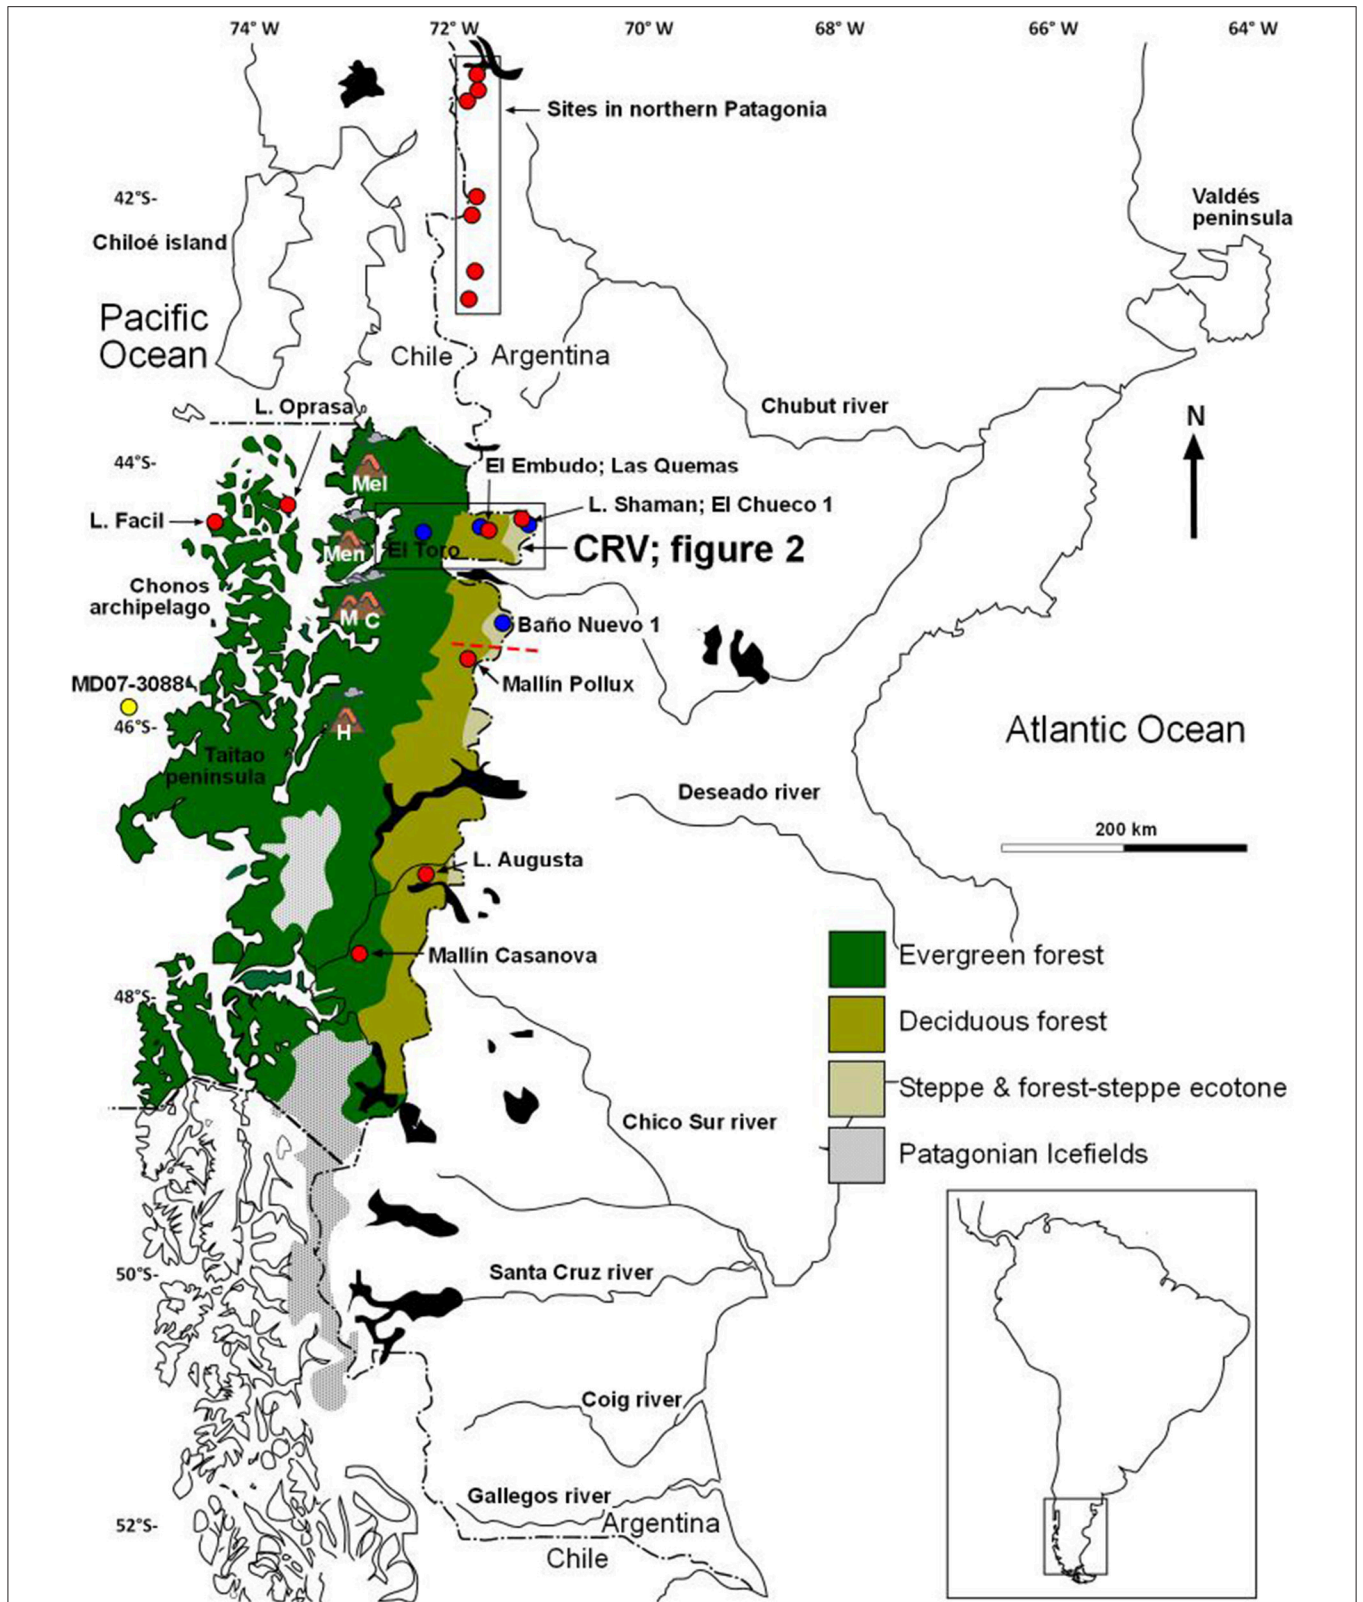 74° W
72° W
70° W
68° W
66° W
64° W
Sites in northern Patagonia
42°S-
Valdés
peninsula
Chiloé island
Pacific
Ocean
Chile
Argentina
L. Oprasa
Chubut river
N
44°S-
El Embudo; Las Quemas
Mel
L. Shaman; El Chueco 1
L. Facil
Men
El Toro
CRV; figure 2
Chonos
archipelago
M C
Baño Nuevo 1
MD07-3088
Mallín Pollux
46°S-
H
Atlantic Ocean
Taitao
peninsula
Deseado river
200 km
L. Augusta
Evergreen forest
Mallín Casanova
48°S-
Deciduous forest
Steppe & forest-steppe ecotone
Chico Sur river
Patagonian Icefields
50°S-
Santa Cruz river
Coig river
Gallegos river
52°S-
Argentina
Chile